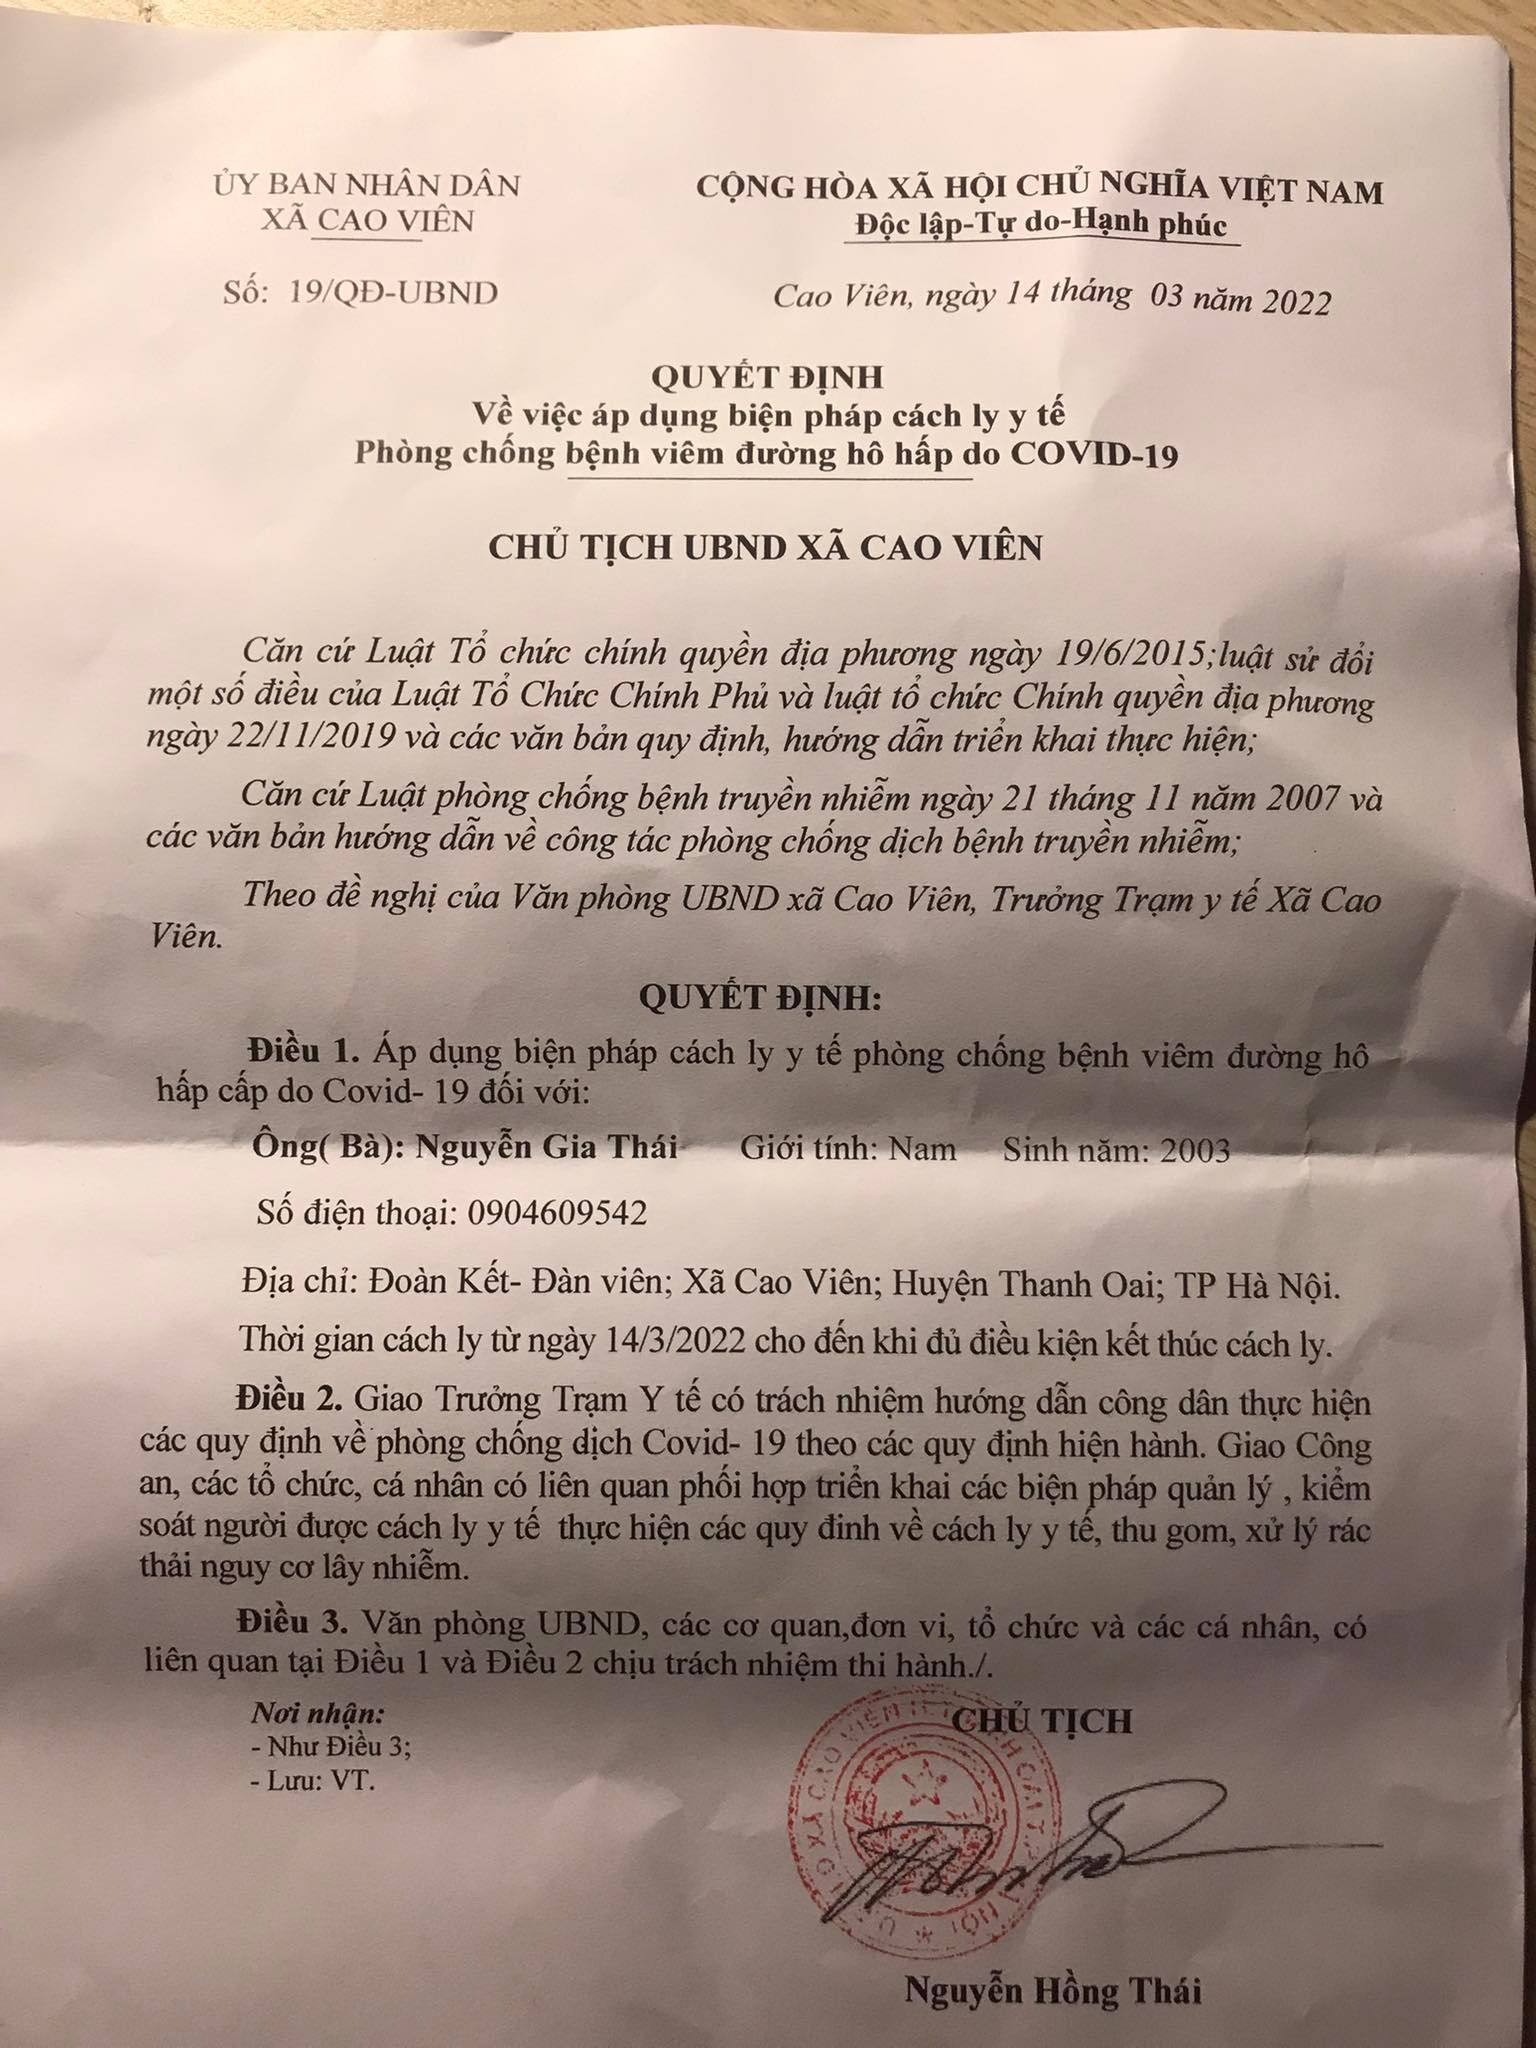 ỦY BAN NHÂN DÂN
XÃ CAO VIÊN
Số: 19/QĐ-UBND
CỘNG HÒA XÃ HỘI CHỦ NGHĨA VIỆT NAM
Độc lập-Tự do-Hạnh phúc
Cao Viên, ngày 14 tháng 03 năm 2022
QUYẾT ĐỊNH
Về việc áp dụng biện pháp cách ly y tế
Phòng chống bệnh viêm đường hô hấp do COVID-19
CHỦ TỊCH UBND XÃ CAO VIÊN
Căn cứ Luật Tổ chức chính quyền địa phương ngày 19/6/2015;luật sử đổi
một số điều của Luật Tổ Chức Chính Phủ và luật tổ chức Chính quyền địa phương
ngày 22/11/2019 và các văn bản quy định, hướng dẫn triển khai thực hiện;
Căn cứ Luật phòng chống bệnh truyền nhiễm ngày 21 tháng 11 năm 2007 và
các văn bản hướng dẫn về công tác phòng chống dịch bệnh truyền nhiễm;
Theo đề nghị của Văn phòng UBND xã Cao Viên, Trưởng Trạm y tế Xã Cao
Viên.
QUYẾT ĐỊNH:
Điều 1. Áp dụng biện pháp cách ly y tế phòng chống bệnh viêm đường hô
hấp cấp do Covid- 19 đối với:
Ông( Bà): Nguyễn Gia Thái Giới tính: Nam Sinh năm: 2003
Số điện thoại: 0904609542
Địa chỉ: Đoàn Kết- Đàn viên; Xã Cao Viên; Huyện Thanh Oai; TP Hà Nội.
Thời gian cách ly từ ngày 14/3/2022 cho đến khi đủ điều kiện kết thúc cách ly.
Điều 2. Giao Trưởng Trạm Y tế có trách nhiệm hướng dẫn công dân thực hiện
các quy định về phòng chống dịch Covid- 19 theo các quy định hiện hành. Giao Công
an, các tổ chức, cá nhân có liên quan phối hợp triển khai các biện pháp quản lý , kiểm
soát người được cách ly y tế thực hiện các quy đinh về cách ly y tế, thu gom, xử lý rác
thải nguy cơ lây nhiễm.
Điều 3. Văn phòng UBND, các cơ quan,đơn vi, tổ chức và các cá nhân, có
liên quan tại Điều 1 và Điều 2 chịu trách nhiệm thi hành./.
Nơi nhận:
- Như Điều 3;
- Lưu: VT.
CHỦ TỊCH
Nguyễn Hồng Thái